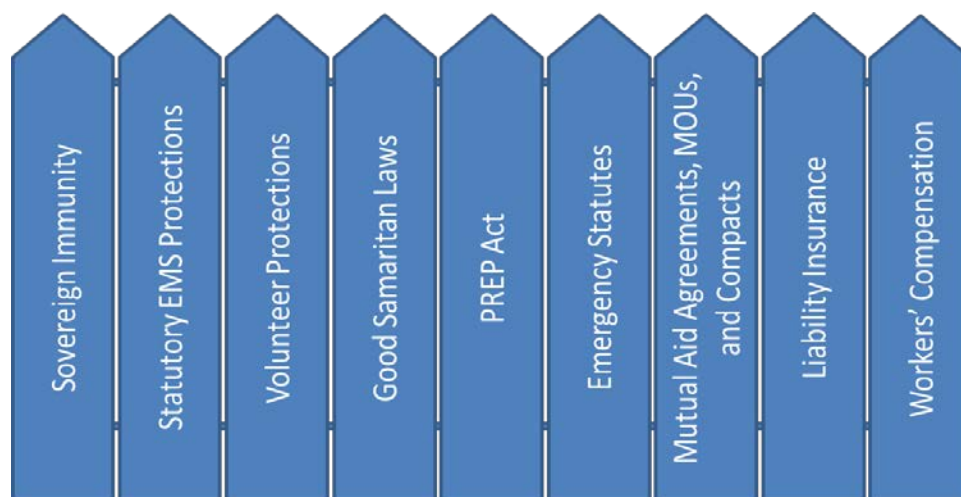 Sovereign Immunity
Statutory EMS Protections
Volunteer Protections
Good Samaritan Laws
PREP Act
Emergency Statutes
Mutual Aid Agreements, MOUs,
and Compacts
Liability Insurance
Workers’ Compensation